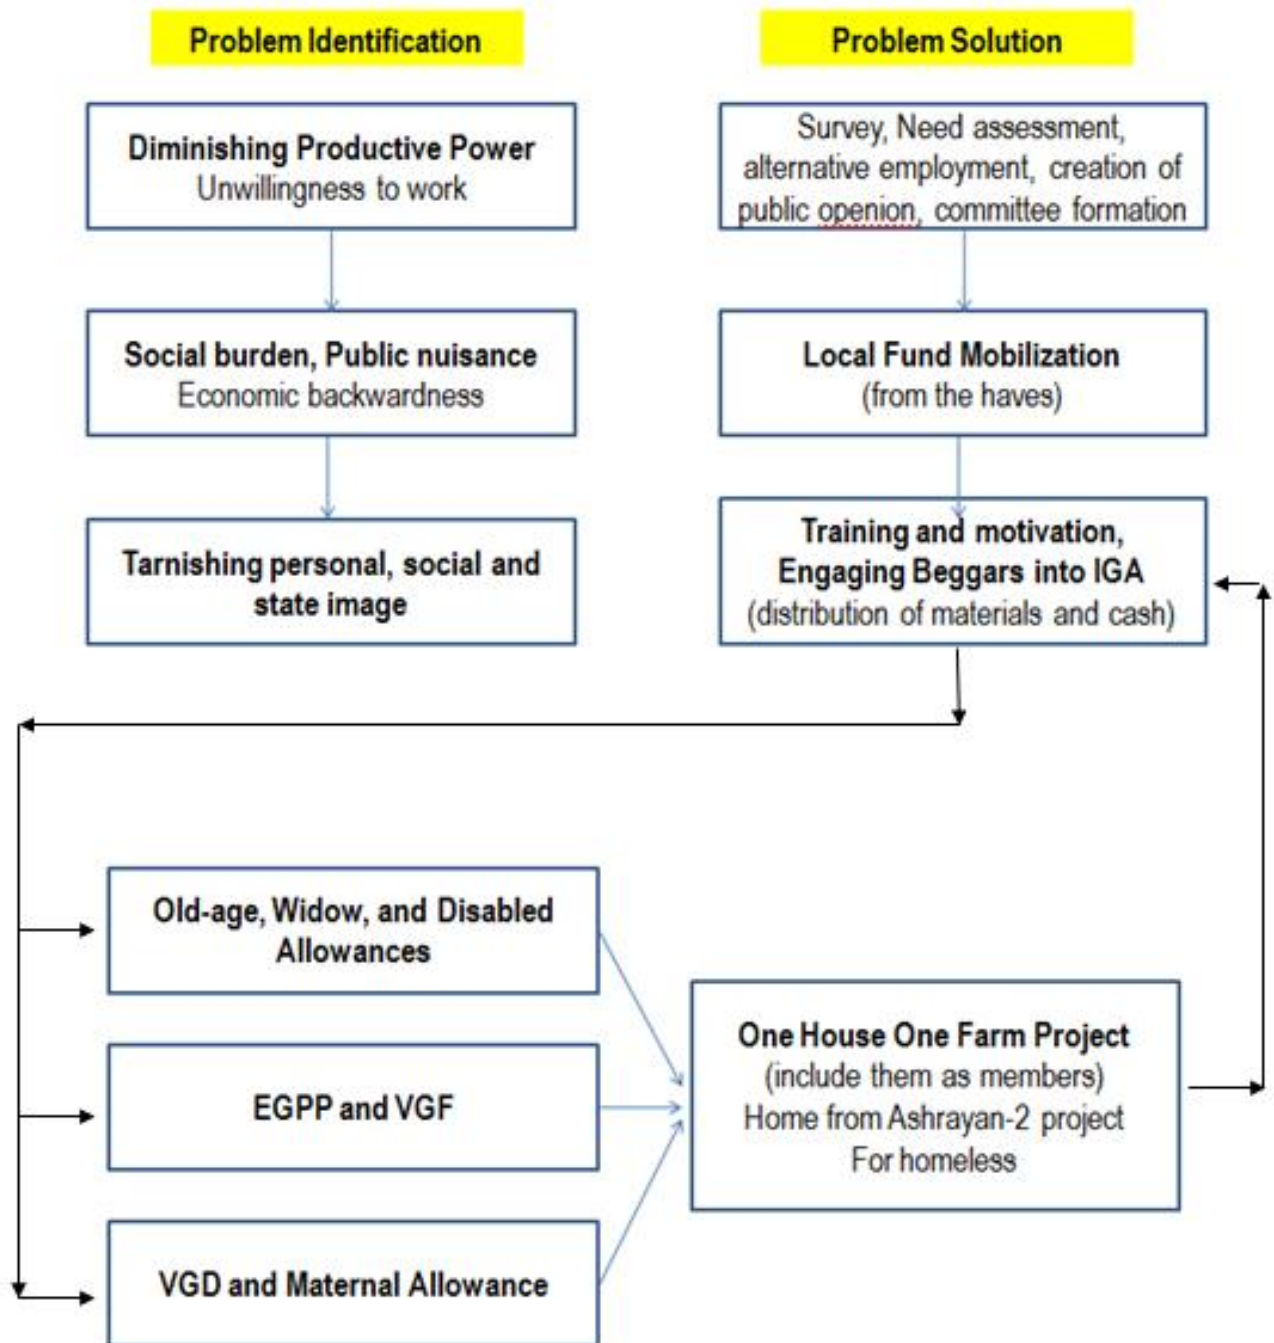 Problem Identification
Problem Solution
Diminishing Productive Power
Unwillingness to work
Survey, Need assessment,
alternative employment, creation of
public openion, committee formation
Social burden, Public nuisance
Economic backwardness
Local Fund Mobilization
(from the haves)
Tarnishing personal, social and
state image
Training and motivation,
Engaging Beggars into IGA
(distribution of materials and cash)
Old-age, Widow, and Disabled
Allowances
EGPP and VGF
VGD and Maternal Allowance
One House One Farm Project
(include them as members)
Home from Ashrayan-2 project
For homeless